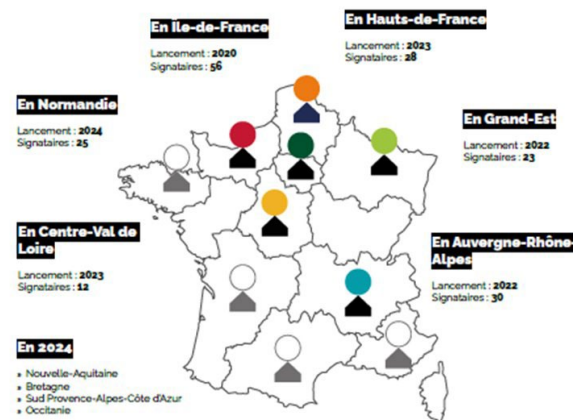 En Île-de-France
Lancement : 2020
Signataires : 56
En Hauts-de-France
Lancement : 2023
Signataires : 28
En Normandie
Lancement : 2024
Signataires : 25
En Grand-Est
Lancement : 2022
Signataires : 23
En Centre-Val de
Loire
Lancement : 2023
Signataires : 12
En Auvergne-Rhône-
Alpes
Lancement : 2022
Signataires : 30
En 2024
» Nouvelle-Aquitaine
» Bretagne
» Sud Provence-Alpes-Côte d'Azur
» Occitanie